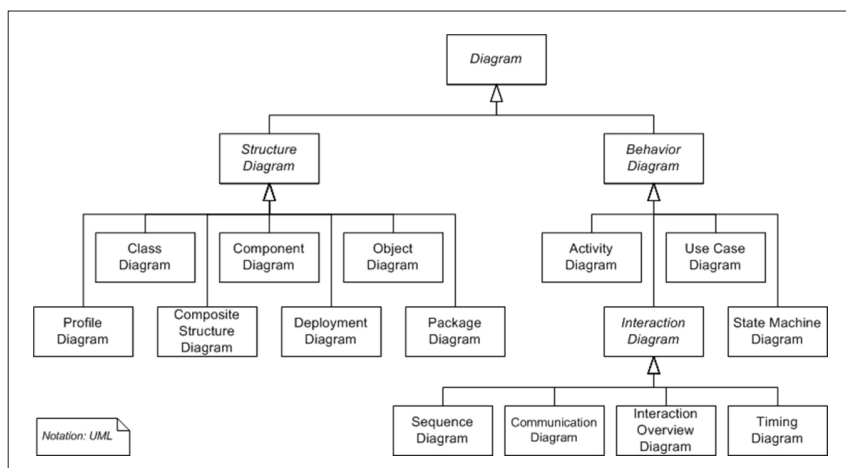 Diagram
Structure
Diagram
Behavior
Diagram
Class
Diagram
Component
Diagram
Object
Diagram
Activity
Diagram
Use Case
Diagram
Profile
Diagram
Composite
Structure
Diagram
Deployment
Diagram
Package
Diagram
Interaction
Diagram
State Machine
Diagram
Sequence
Diagram
Communication
Diagram
Interaction
Overview
Diagram
Timing
Diagram
Notation: UML